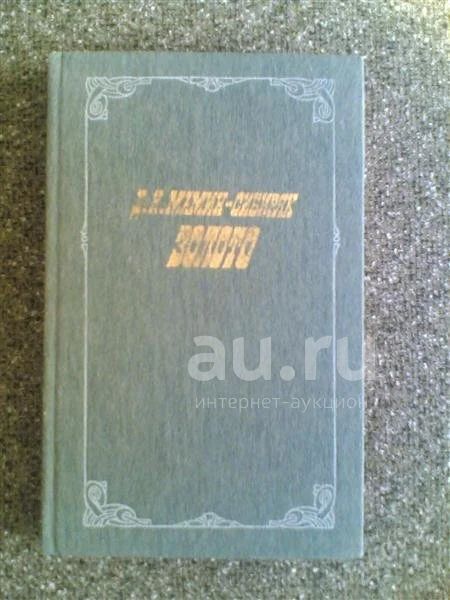 Д.Н.МАМИН-СИБИРЯК
ЗОЛОТО
au.ru
интернет-аукцион